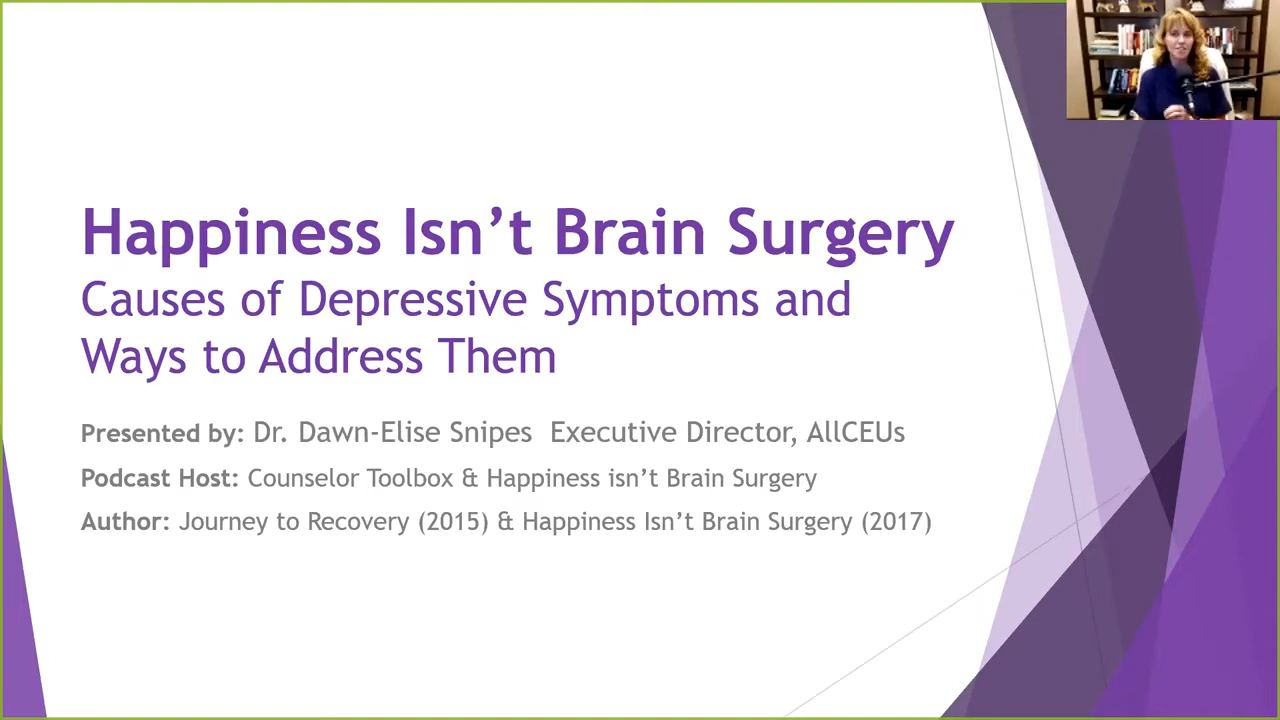 Happiness Isn’t Brain Surgery
Causes of Depressive Symptoms and
Ways to Address Them
Presented by: Dr. Dawn-Elise Snipes Executive Director, AllCEUs
Podcast Host: Counselor Toolbox & Happiness isn’t Brain Surgery
Author: Journey to Recovery (2015) & Happiness Isn’t Brain Surgery (2017)